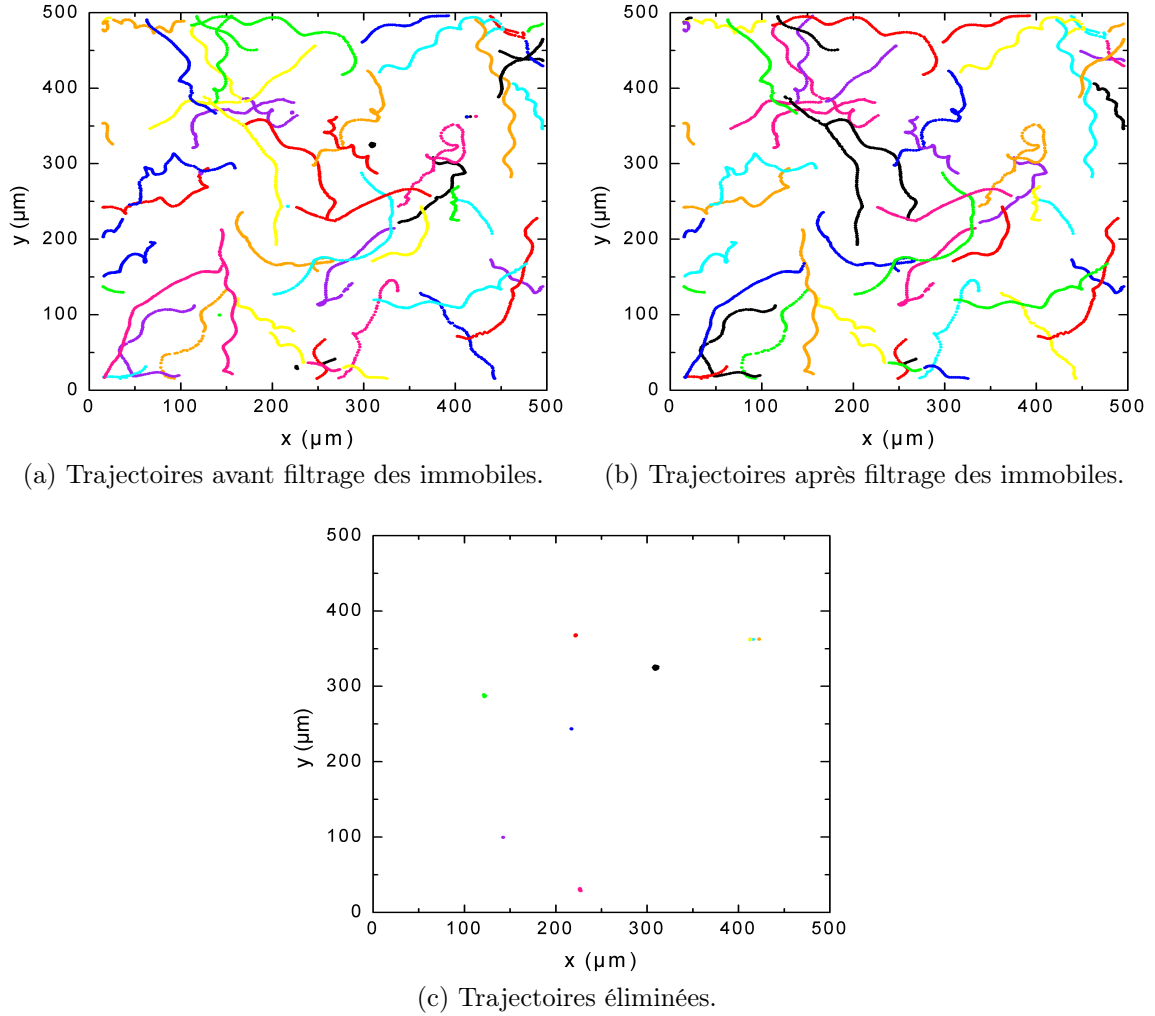 500
400
300
200
100
0
y (µm)
0 100 200 300 400 500
x (µm)
(a) Trajectoires avant filtrage des immobiles.
500
400
300
200
100
0
y (µm)
0 100 200 300 400 500
x (µm)
(b) Trajectoires après filtrage des immobiles.
500
400
300
200
100
0
y (µm)
0 100 200 300 400 500
x (µm)
(c) Trajectoires éliminées.